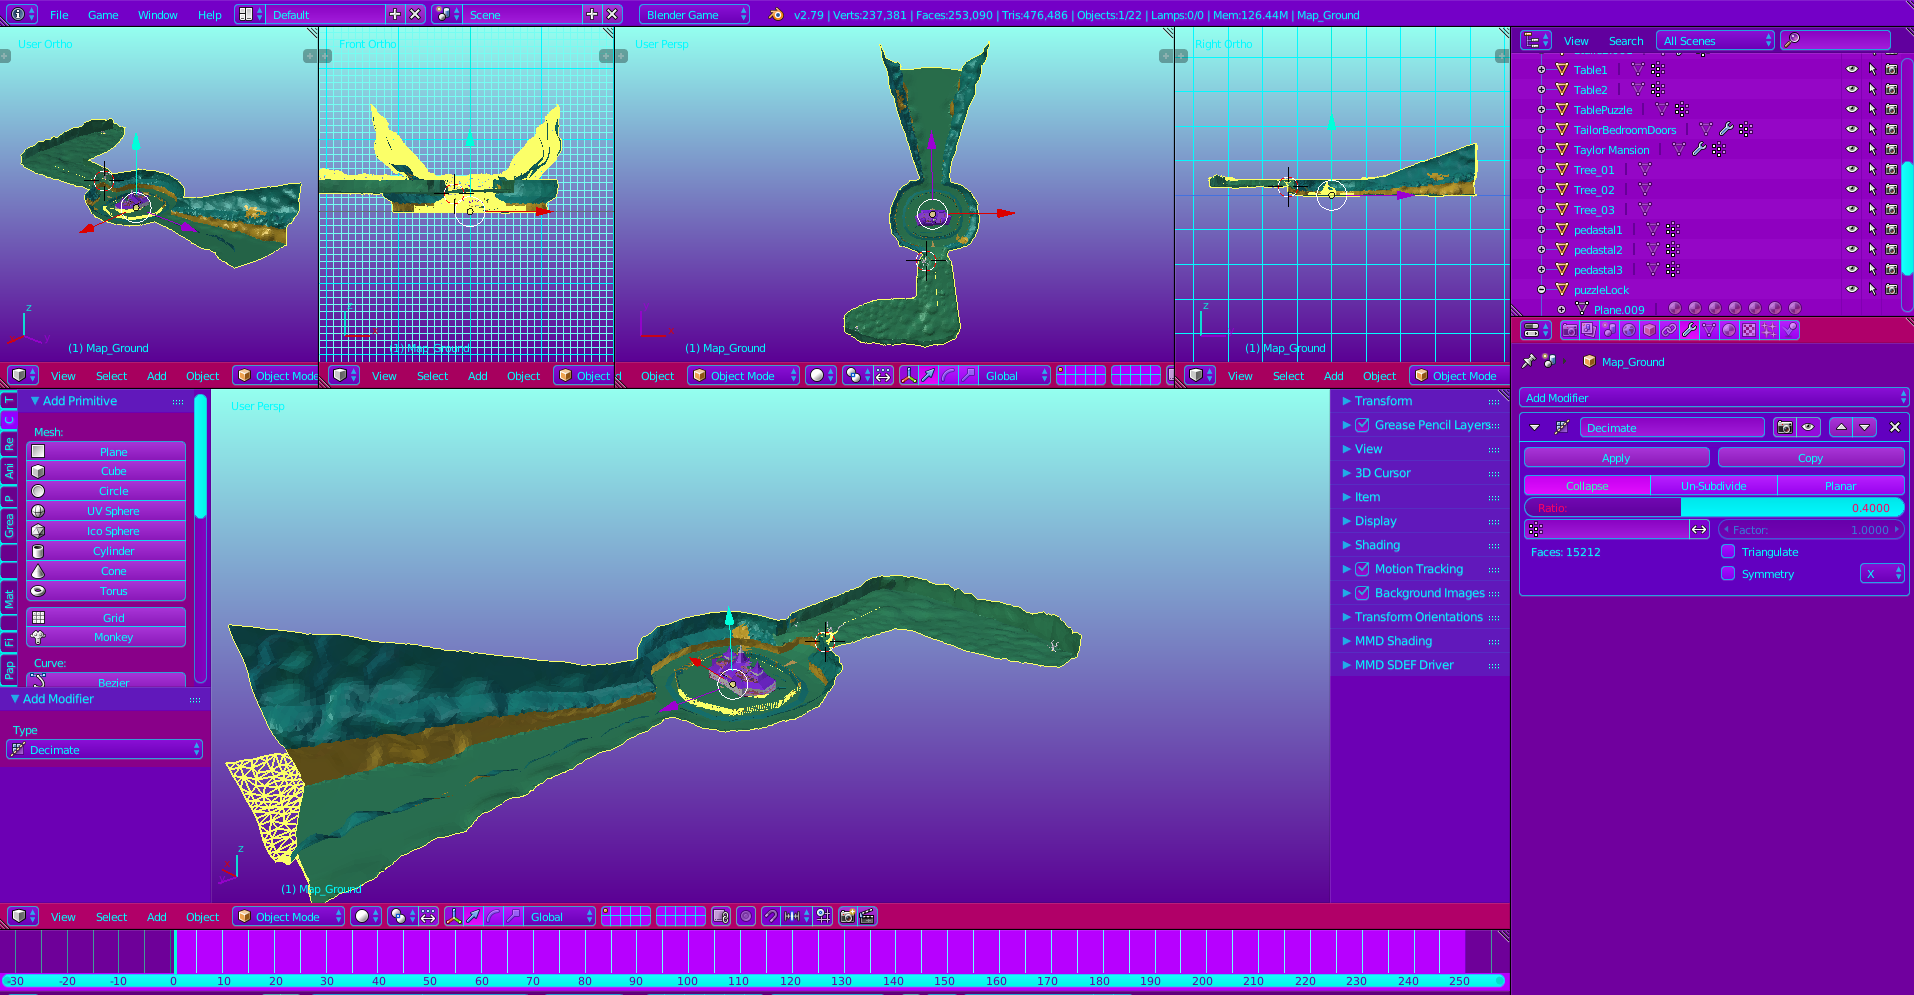 File Game Window Help Default Scene Blender Game v2.79 | Verts:237,381 | Faces:253,090 | Tris:476,486 | Objects:1/22 | Lamps:0/0 | Mem:126.44M | Map_Ground
User Ortho
Front Ortho
User Persp
Right Ortho
(1) Map_Ground
(1) Map_Ground
(1) Map_Ground
(1) Map_Ground
View Select Add Object Object Mode
View Select Add Object Object
Object Object Mode Global
View Select Add Object Object Mode
View Search All Scenes
Table1
Table2
TablePuzzle
TailorBedroomDoors
Taylor Mansion
Tree_01
Tree_02
Tree_03
pedastal1
pedastal2
pedastal3
puzzleLock
Plane.009
Map_Ground
Add Modifier
Decimate
Apply Copy
Collapse Un-Subdivide Planar
Ratio: 0.4000
Factor: 1.0000
Faces: 15212
Triangulate
Symmetry X
T
C
Re
Ani
P
Grea
Mat
Fi
Pap
Add Primitive
Mesh:
Plane
Cube
Circle
UV Sphere
Ico Sphere
Cylinder
Cone
Torus
Grid
Monkey
Curve:
Bezier
Add Modifier
Type
Decimate
User Persp
(1) Map_Ground
Transform
Grease Pencil Layers
View
3D Cursor
Item
Display
Shading
Motion Tracking
Background Images
Transform Orientations
MMD Shading
MMD SDEF Driver
View Select Add Object Object Mode Global
-30 -20 -10 0 10 20 30 40 50 60 70 80 90 100 110 120 130 140 150 160 170 180 190 200 210 220 230 240 250